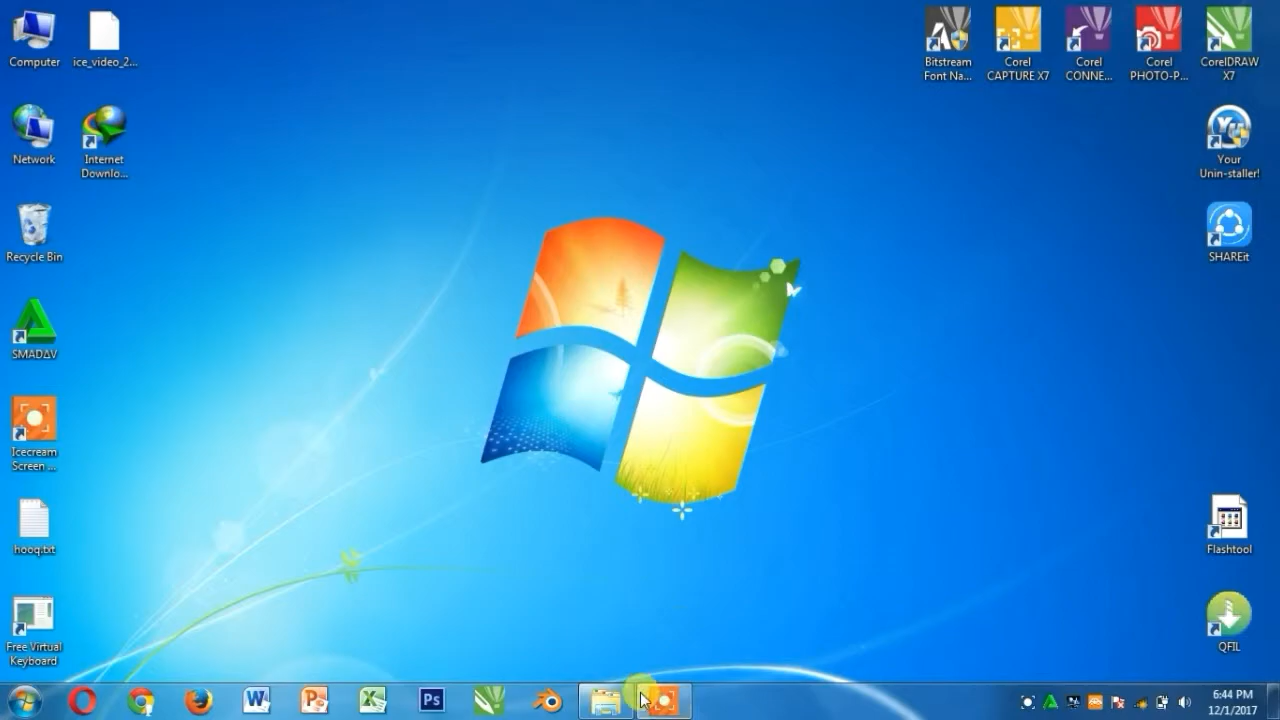 Computer
ice_video_2...
Bitstream
Font Na...
Corel
CAPTURE X7
Corel
CONNE...
Corel
PHOTO-P...
CorelDRAW
X7
Network
Internet
Downlo...
Your
Unin-staller!
Recycle Bin
SHAREit
SMAD∆V
Icecream
Screen ...
hooq.txt
Flashtool
Free Virtual
Keyboard
QFIL
Ps
6:44 PM
12/1/2017